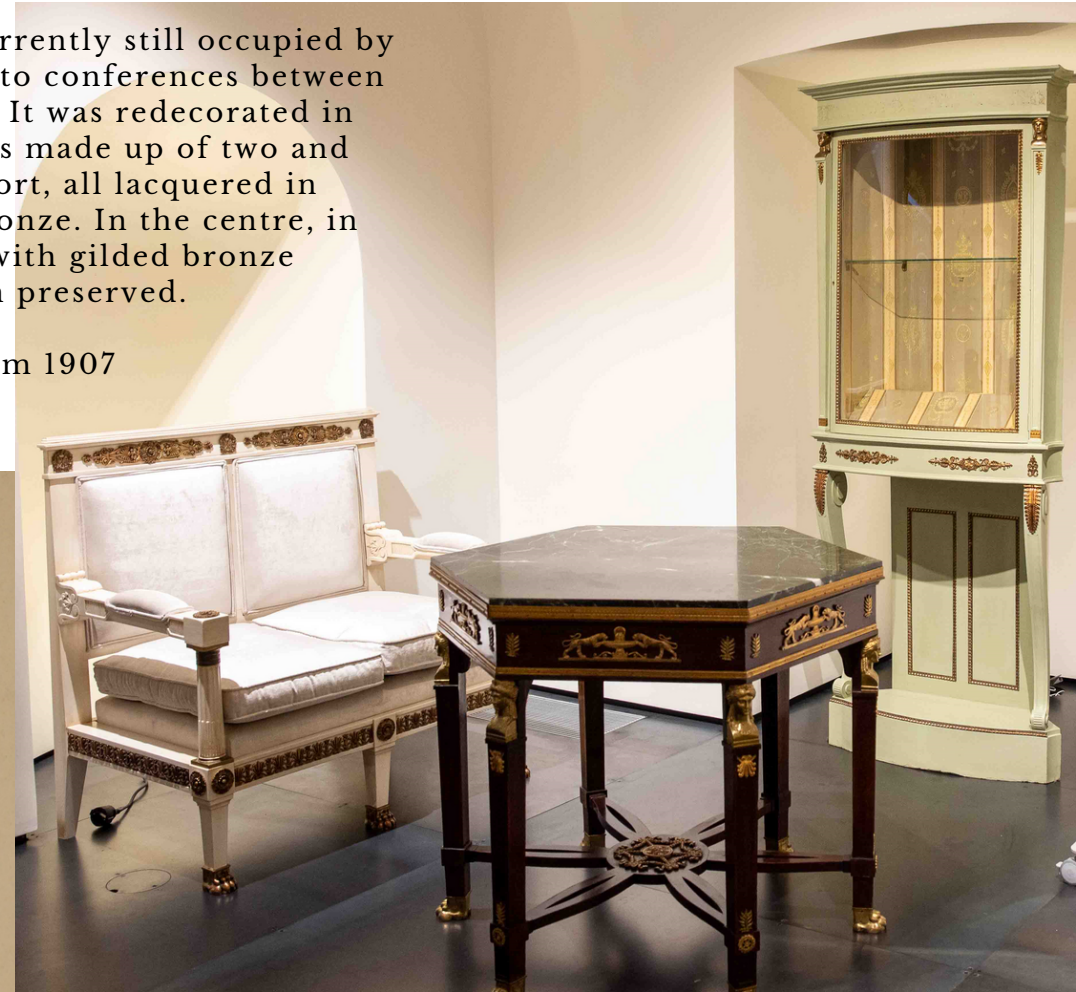 rrently still occupied by
to conferences between
It was redecorated in
s made up of two and
ort, all lacquered in
onze. In the centre, in
with gilded bronze
n preserved.
m 1907